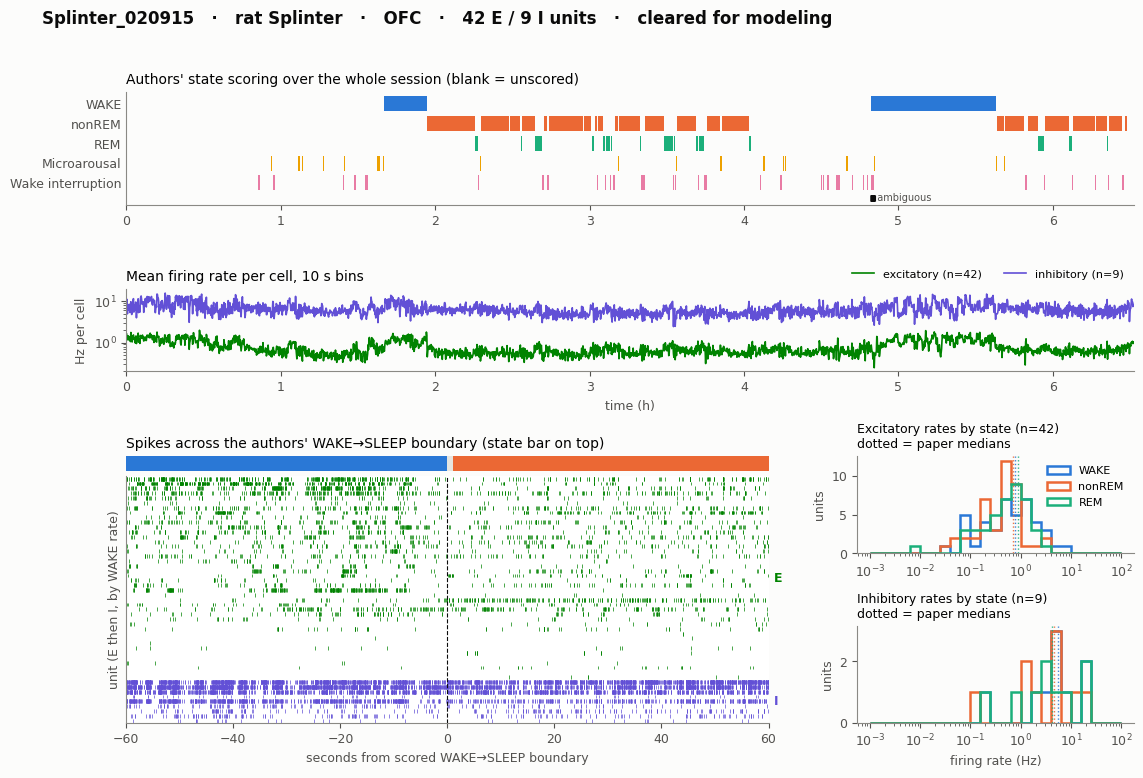 Splinter_020915 · rat Splinter · OFC · 42 E / 9 I units · cleared for modeling
Authors' state scoring over the whole session (blank = unscored)
WAKE
nonREM
REM
Microarousal
Wake interruption
ambiguous
0 1 2 3 4 5 6
Mean firing rate per cell, 10 s bins
excitatory (n=42) inhibitory (n=9)
Hz per cell
10¹
10⁰
0 1 2 3 4 5 6
time (h)
Spikes across the authors' WAKE→SLEEP boundary (state bar on top)
unit (E then I, by WAKE rate)
E
I
−60 −40 −20 0 20 40 60
seconds from scored WAKE→SLEEP boundary
Excitatory rates by state (n=42)
dotted = paper medians
WAKE
nonREM
REM
units
10
5
0
10⁻³ 10⁻² 10⁻¹ 10⁰ 10¹ 10²
Inhibitory rates by state (n=9)
dotted = paper medians
units
2
0
10⁻³ 10⁻² 10⁻¹ 10⁰ 10¹ 10²
firing rate (Hz)